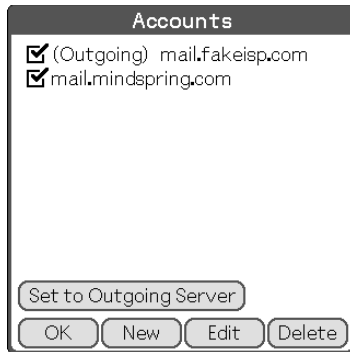 Accounts
(Outgoing) mail.fakeisp.com
mail.mindspring.com
Set to Outgoing Server
OK New Edit Delete